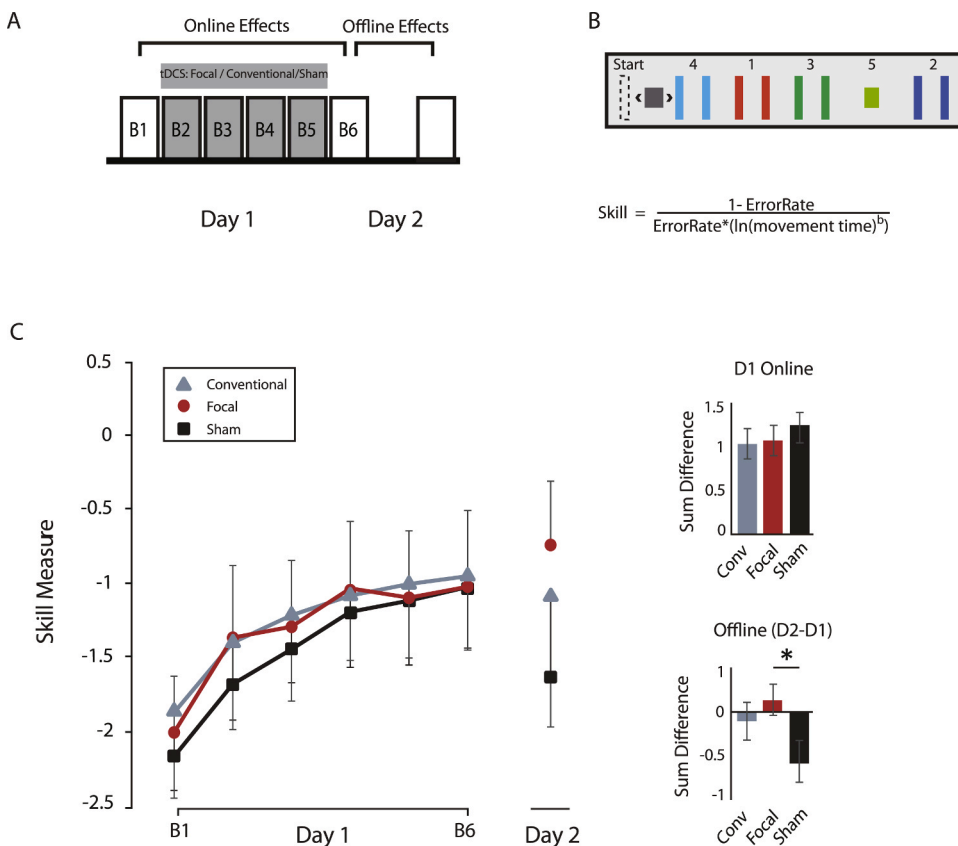 A
Online Effects
Offline Effects
tDCS: Focal / Conventional/Sham
B1
B2
B3
B4
B5
B6
Day 1
Day 2
B
Start
4
1
3
5
2
Skill = 1- ErrorRate
ErrorRate*(ln(movement time)b)
C
Skill Measure
0.5
0
-0.5
-1
-1.5
-2
-2.5
Conventional
Focal
Sham
B1
Day 1
B6
Day 2
D1 Online
Sum Difference
1.5
1
0.5
0
Conv
Focal
Sham
Offline (D2-D1)
*
Sum Difference
1
0
-0.5
-1
Conv
Focal
Sham